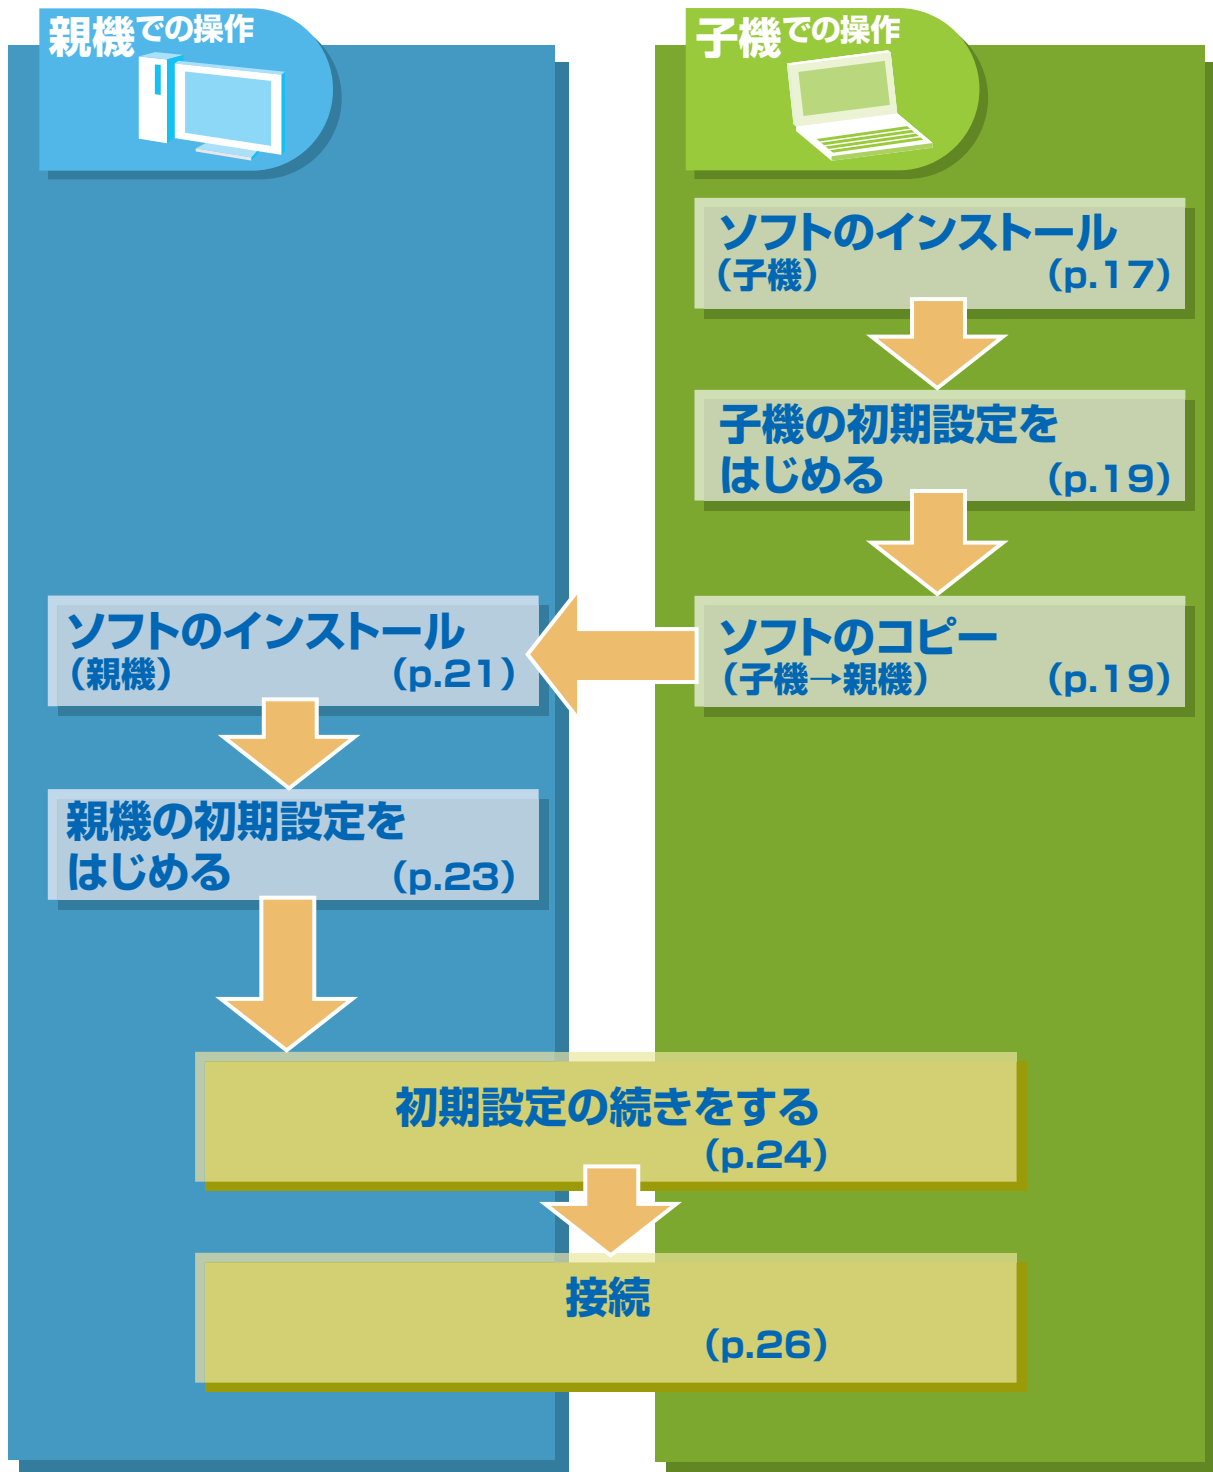 親機での操作
子機での操作
ソフトのインストール
（子機） （p.17）
子機の初期設定を
はじめる （p.19）
ソフトのコピー
（子機→親機） （p.19）
ソフトのインストール
（親機） （p.21）
親機の初期設定を
はじめる （p.23）
初期設定の続きをする
（p.24）
接続
（p.26）